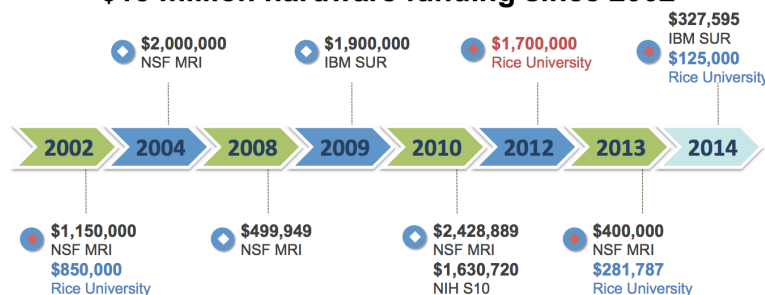 $2,000,000
NSF MRI
$1,900,000
IBM SUR
$1,700,000
Rice University
$327,595
IBM SUR
$125,000
Rice University
2002 2004 2008 2009 2010 2012 2013 2014
$1,150,000
NSF MRI
$850,000
Rice University
$499,949
NSF MRI
$2,428,889
NSF MRI
$1,630,720
NIH S10
$400,000
NSF MRI
$281,787
Rice University